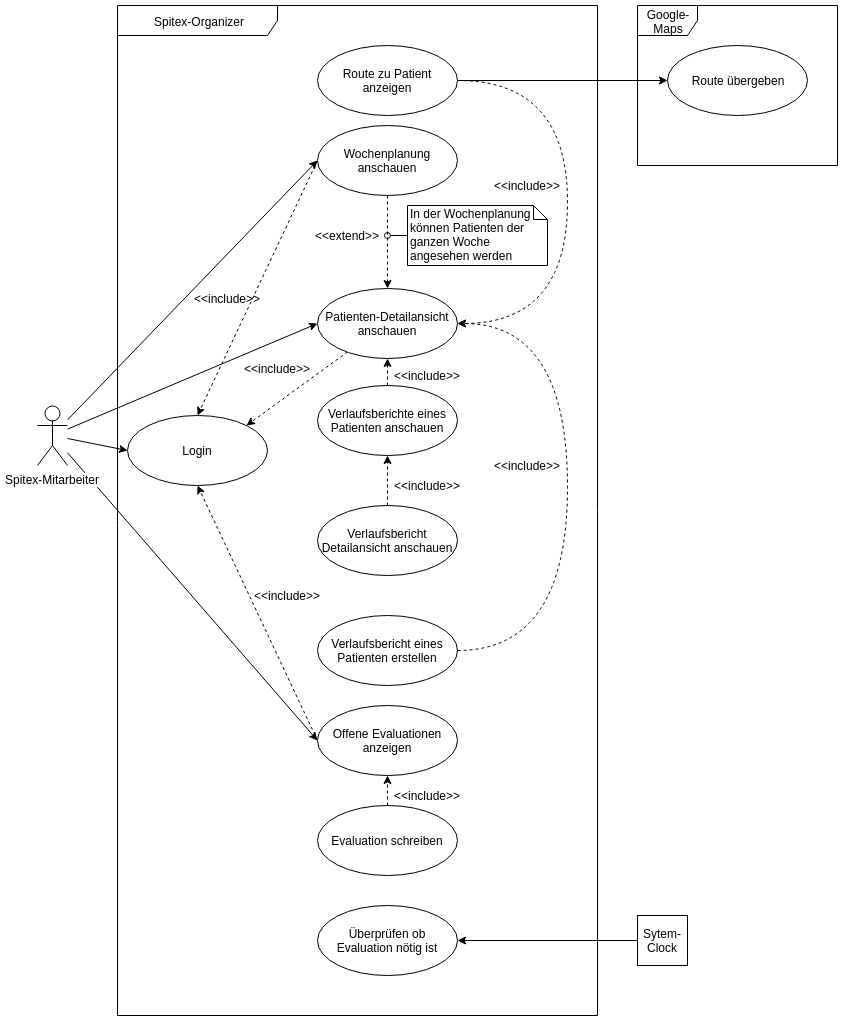 Spitex-Organizer
Google-
Maps
Route zu Patient
anzeigen
Route übergeben
Wochenplanung
anschauen
<<include>>
In der Wochenplanung
können Patienten der
ganzen Woche
angesehen werden
<<extend>>
<<include>>
Patienten-Detailansicht
anschauen
<<include>>
<<include>>
Verlaufsberichte eines
Patienten anschauen
Login
<<include>>
<<include>>
Spitex-Mitarbeiter
Verlaufsbericht
Detailansicht anschauen
<<include>>
Verlaufsbericht eines
Patienten erstellen
Offene Evaluationen
anzeigen
<<include>>
Evaluation schreiben
Überprüfen ob
Evaluation nötig ist
Sytem-
Clock